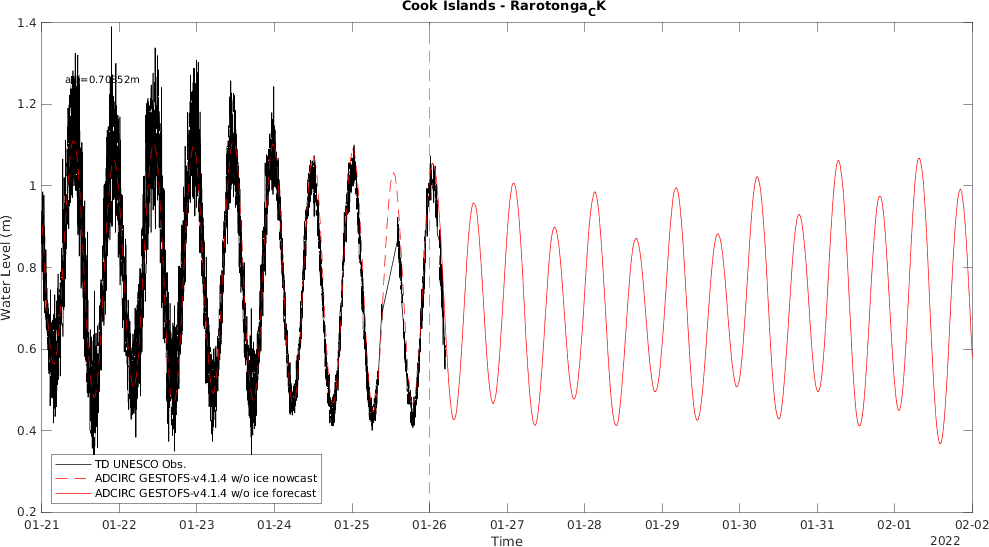 Cook Islands - Rarotonga_CK
1.4
1.2
1
0.8
0.6
0.4
0.2
Water Level (m)
TD UNESCO Obs.
ADCIRC GESTOFS-v4.1.4 w/o ice nowcast
ADCIRC GESTOFS-v4.1.4 w/o ice forecast
01-21 01-22 01-23 01-24 01-25 01-26 01-27 01-28 01-29 01-30 01-31 02-01 02-02
Time
2022